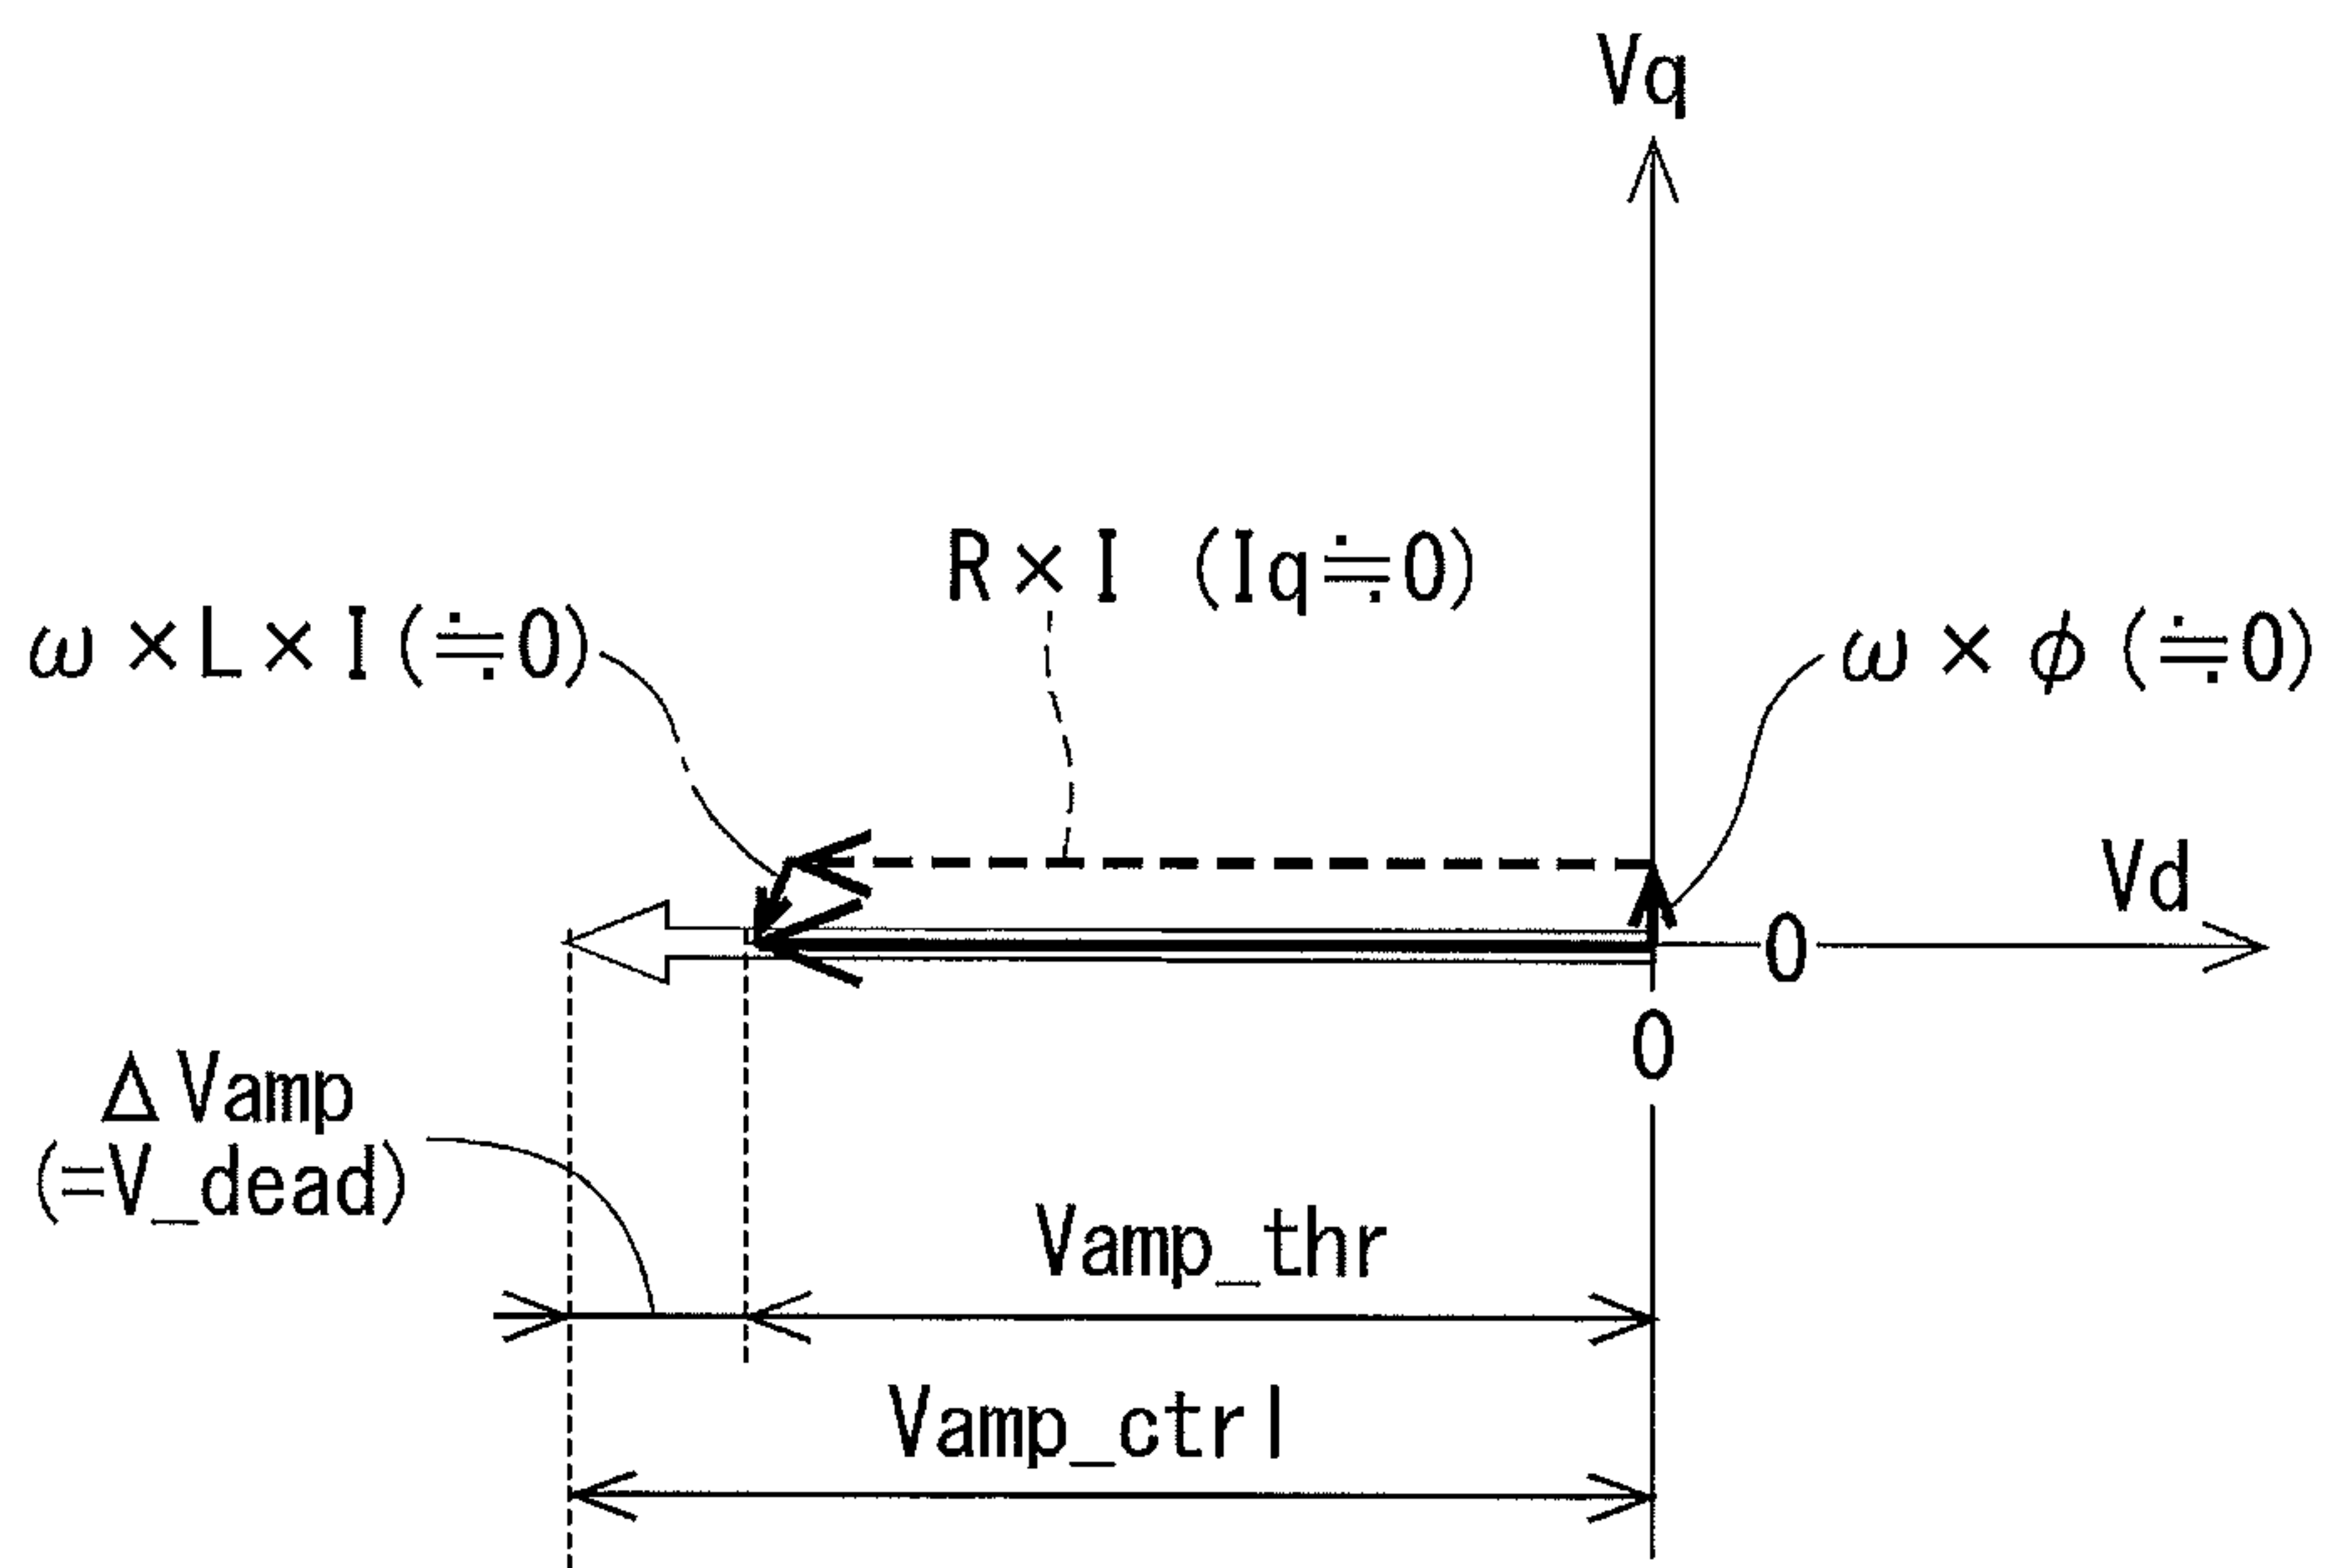 Vq
R×I (Iq≒0)
ω×L×I(≒0)
ω×φ(≒0)
Vd
0
0
ΔVamp
(=V_dead)
Vamp_thr
Vamp_ctrl